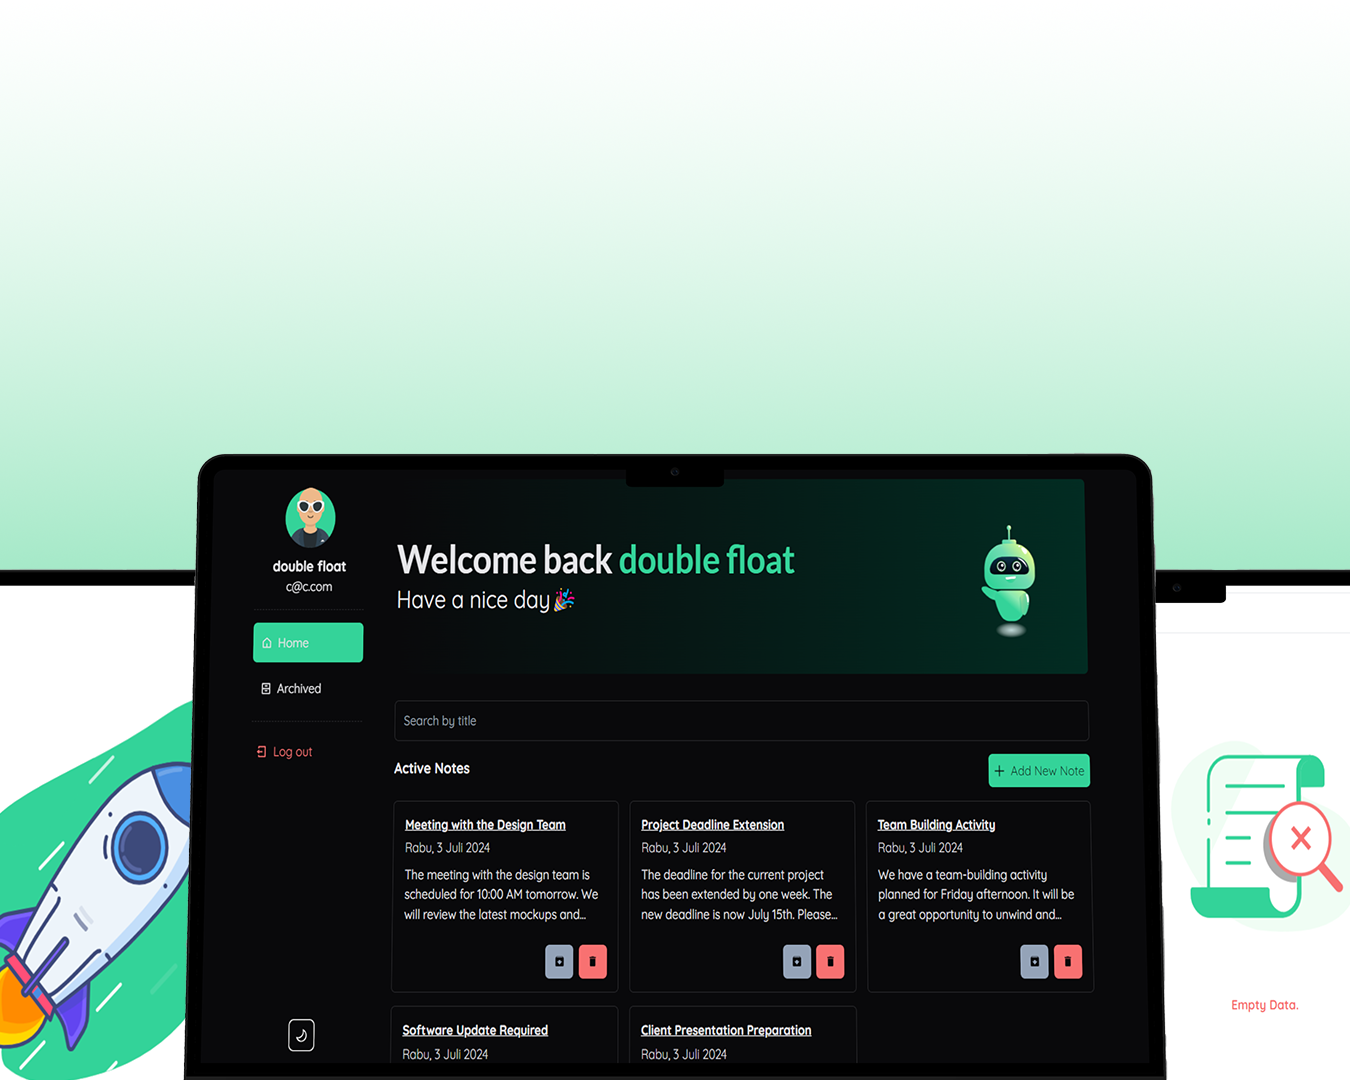 double float
c@c.com
Home
Archived
Log out
Welcome back double float
Have a nice day🎉
Search by title
Active Notes
+ Add New Note
Meeting with the Design Team
Rabu, 3 Juli 2024
The meeting with the design team is
scheduled for 10:00 AM tomorrow. We
will review the latest mockups and...
Project Deadline Extension
Rabu, 3 Juli 2024
The deadline for the current project
has been extended by one week. The
new deadline is now July 15th. Please...
Team Building Activity
Rabu, 3 Juli 2024
We have a team-building activity
planned for Friday afternoon. It will be
a great opportunity to unwind and...
Software Update Required
Rabu, 3 Juli 2024
Client Presentation Preparation
Rabu, 3 Juli 2024
Empty Data.